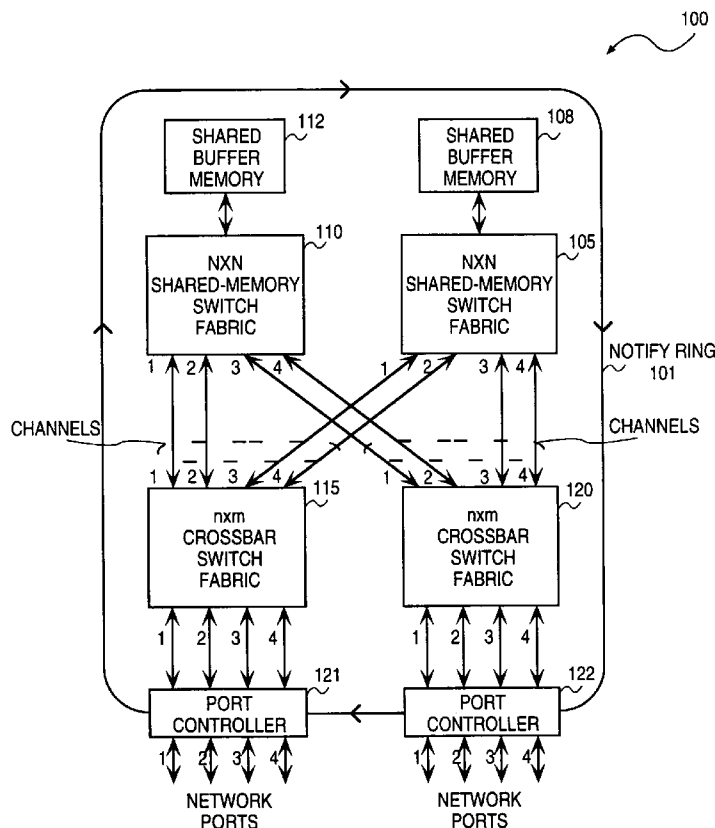 100
112
108
SHARED
BUFFER
MEMORY
SHARED
BUFFER
MEMORY
110
105
NXN
SHARED-MEMORY
SWITCH
FABRIC
NXN
SHARED-MEMORY
SWITCH
FABRIC
1 2 3 4
1 2 3 4
NOTIFY RING
101
CHANNELS
CHANNELS
1 2 3 4
1 2 3 4
115
120
nxm
CROSSBAR
SWITCH
FABRIC
nxm
CROSSBAR
SWITCH
FABRIC
1 2 3 4
1 2 3 4
121
122
PORT
CONTROLLER
PORT
CONTROLLER
1 2 3 4
1 2 3 4
NETWORK
PORTS
NETWORK
PORTS